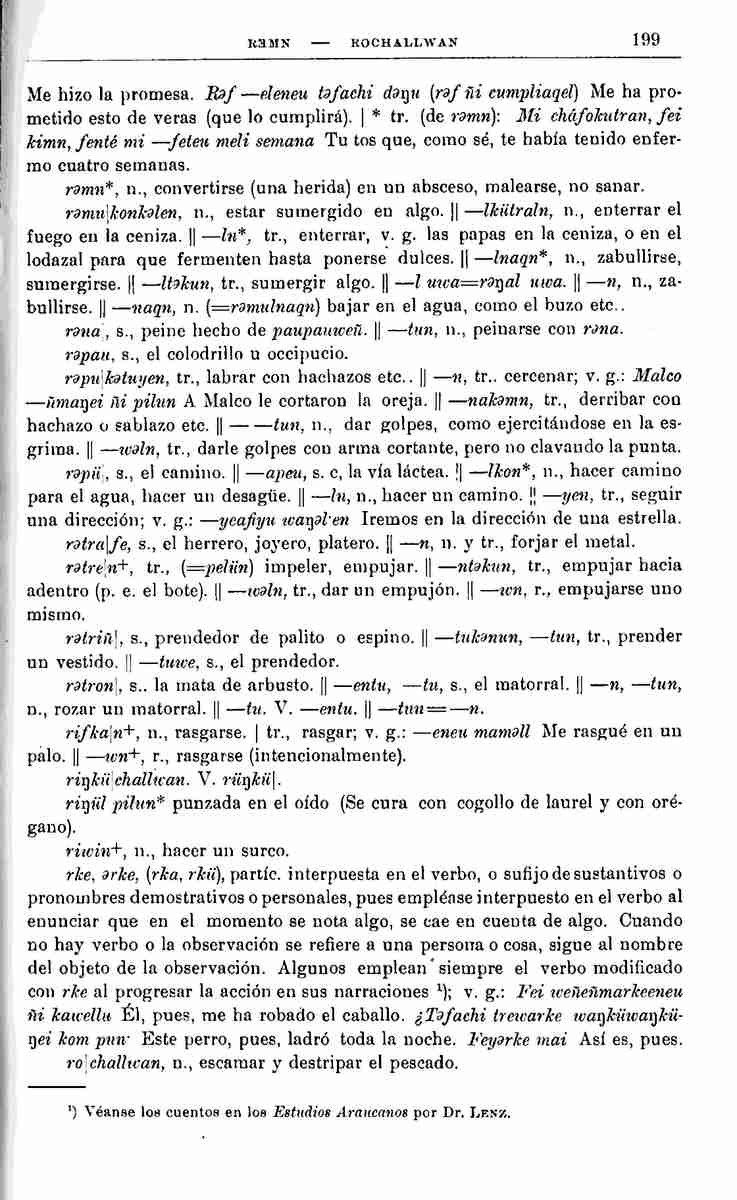 RƏMN — ROCHALLWAN 199
Me hizo la promesa. Rəf —eleneu təfachi dəŋu (rəf ñi cumpliaqel) Me ha pro-
metido esto de veras (que lo cumplirá). | * tr. (de rəmn): Mi cháfokutran, fei
kimn, fenté mi —feteu meli semana Tu tos que, como sé, te había tenido enfer-
mo cuatro semanas.
rəmn*, n., convertirse (una herida) en un absceso, malearse, no sanar.
rəmu|konkəlen, n., estar sumergido en algo. || —lkütraln, n., enterrar el
fuego en la ceniza. || —ln*, tr., enterrar, v. g. las papas en la ceniza, o en el
lodazal para que fermenten hasta ponerse dulces. || —lnaqn*, n., zabullirse,
sumergirse. || —ltəkun, tr., sumergir algo. || —l uwa=rəŋal uwa. || —n, n., za-
bullirse. || —naqn, n. (=rəmulnaqn) bajar en el agua, como el buzo etc..
rəna|, s., peine hecho de paupauweñ. || —tun, n., peinarse con rəna.
rəpau, s., el colodrillo u occipucio.
rəpu|kətuyen, tr., labrar con hachazos etc.. || —n, tr.. cercenar; v. g.: Malco
—ñmaŋei ñi pilun A Malco le cortaron la oreja. || —nakəmn, tr., derribar con
hachazo o sablazo etc. || — —tun, n., dar golpes, como ejercitándose en la es-
grima. || —wəln, tr., darle golpes con arma cortante, pero no clavando la punta.
rəpü|, s., el camino. || —apeu, s. c, la vía láctea. || —lkon*, n., hacer camino
para el agua, hacer un desagüe. || —ln, n., hacer un camino. || —yen, tr., seguir
una dirección; v. g.: —yeafiyu waŋəl·en Iremos en la dirección de una estrella.
rətra|fe, s., el herrero, joyero, platero. || —n, n. y tr., forjar el metal.
rətre|n+, tr., (=pelün) impeler, empujar. || —ntəkun, tr., empujar hacia
adentro (p. e. el bote). || —wəln, tr., dar un empujón. || —wn, r., empujarse uno
mismo.
rətriñ|, s., prendedor de palito o espino. || —tukənun, —tun, tr., prender
un vestido. || —tuwe, s., el prendedor.
rətron|, s.. la mata de arbusto. || —entu, —tu, s., el matorral. || —n, —tun,
n., rozar un matorral. || —tu. V. —entu. || —tun=—n.
rifka|n+, n., rasgarse. | tr., rasgar; v. g.: —eneu maməll Me rasgué en un
palo. || —wn+, r., rasgarse (intencionalmente).
riŋkü|challwan. V. rüŋkü|.
riŋül pilun* punzada en el oído (Se cura con cogollo de laurel y con oré-
gano).
riwin+, n., hacer un surco.
rke, ərke, (rka, rkü), partíc. interpuesta en el verbo, o sufijo de sustantivos o
pronombres demostrativos o personales, pues empléase interpuesto en el verbo al
enunciar que en el momento se nota algo, se cae en cuenta de algo. Cuando
no hay verbo o la observación se refiere a una persona o cosa, sigue al nombre
del objeto de la observación. Algunos emplean siempre el verbo modificado
con rke al progresar la acción en sus narraciones ¹); v. g.: Fei weñeñmarkeeneu
ñi kawellu Él, pues, me ha robado el caballo. ¿Təfachi trewarke waŋküwaŋkü-
ŋei kom pun· Este perro, pues, ladró toda la noche. Feyərke mai Así es, pues.
ro|challwan, n., escamar y destripar el pescado.
¹) Véanse los cuentos en los Estudios Araucanos por Dr. LENZ.